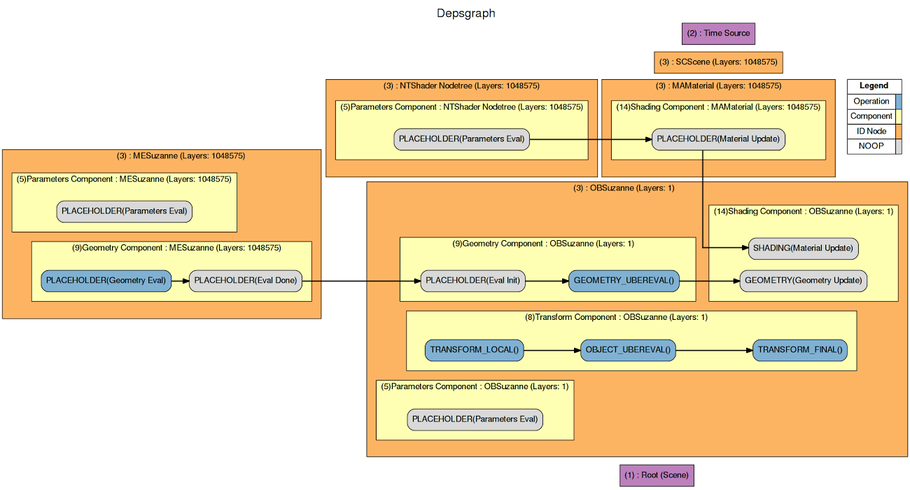 Depsgraph
(2) : Time Source
(3) : SCScene (Layers: 1048575)
(3) : NTShader Nodetree (Layers: 1048575)
(5)Parameters Component : NTShader Nodetree (Layers: 1048575)
PLACEHOLDER(Parameters Eval)
(3) : MAMaterial (Layers: 1048575)
(14)Shading Component : MAMaterial (Layers: 1048575)
PLACEHOLDER(Material Update)
Legend
Operation
Component
ID Node
NOOP
(3) : MESuzanne (Layers: 1048575)
(5)Parameters Component : MESuzanne (Layers: 1048575)
PLACEHOLDER(Parameters Eval)
(9)Geometry Component : MESuzanne (Layers: 1048575)
PLACEHOLDER(Geometry Eval)
PLACEHOLDER(Eval Done)
(3) : OBSuzanne (Layers: 1)
(14)Shading Component : OBSuzanne (Layers: 1)
SHADING(Material Update)
GEOMETRY(Geometry Update)
(9)Geometry Component : OBSuzanne (Layers: 1)
PLACEHOLDER(Eval Init)
GEOMETRY_UBEREVAL()
(8)Transform Component : OBSuzanne (Layers: 1)
TRANSFORM_LOCAL()
OBJECT_UBEREVAL()
TRANSFORM_FINAL()
(5)Parameters Component : OBSuzanne (Layers: 1)
PLACEHOLDER(Parameters Eval)
(1) : Root (Scene)